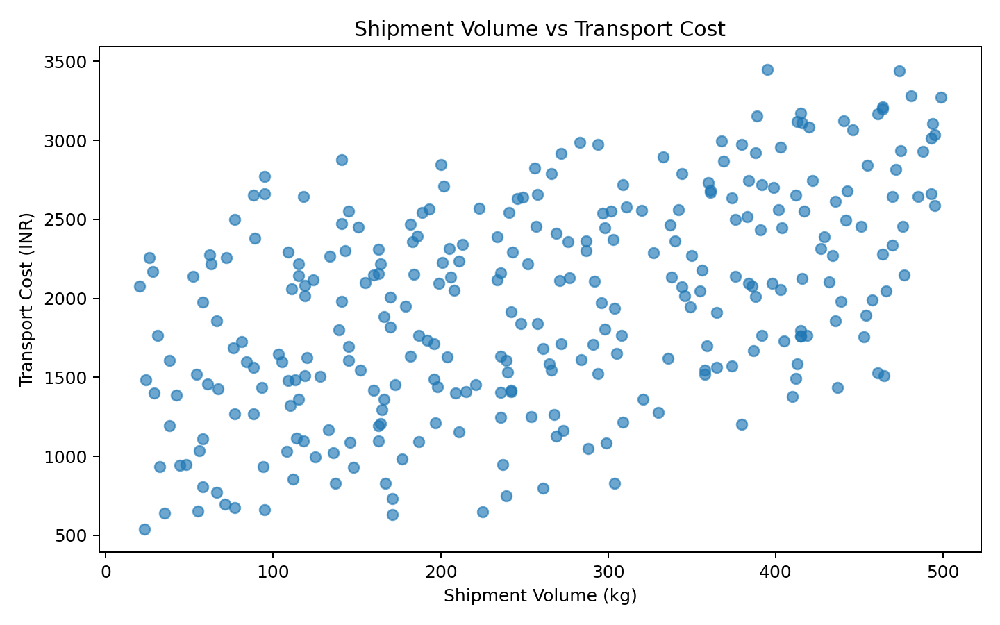 Shipment Volume vs Transport Cost
Transport Cost (INR)
3500
3000
2500
2000
1500
1000
500
0 100 200 300 400 500
Shipment Volume (kg)